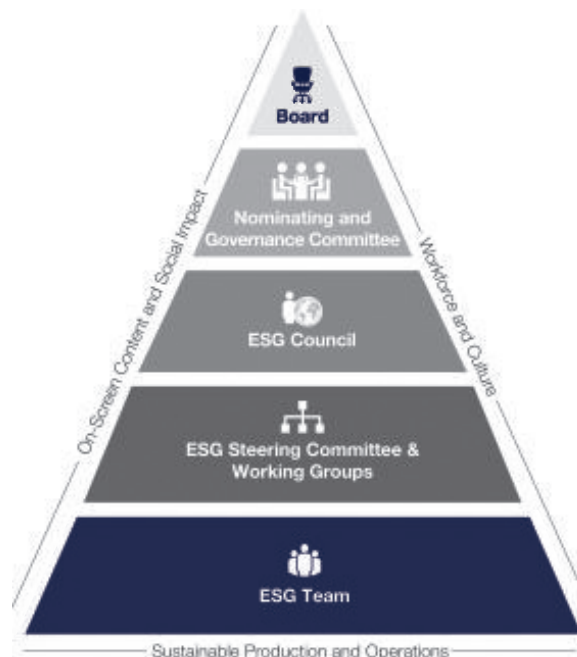 Board
Nominating and
Governance Committee
ESG Council
ESG Steering Committee &
Working Groups
ESG Team
On-Screen Content and Social Impact
Workforce and Culture
Sustainable Production and Operations